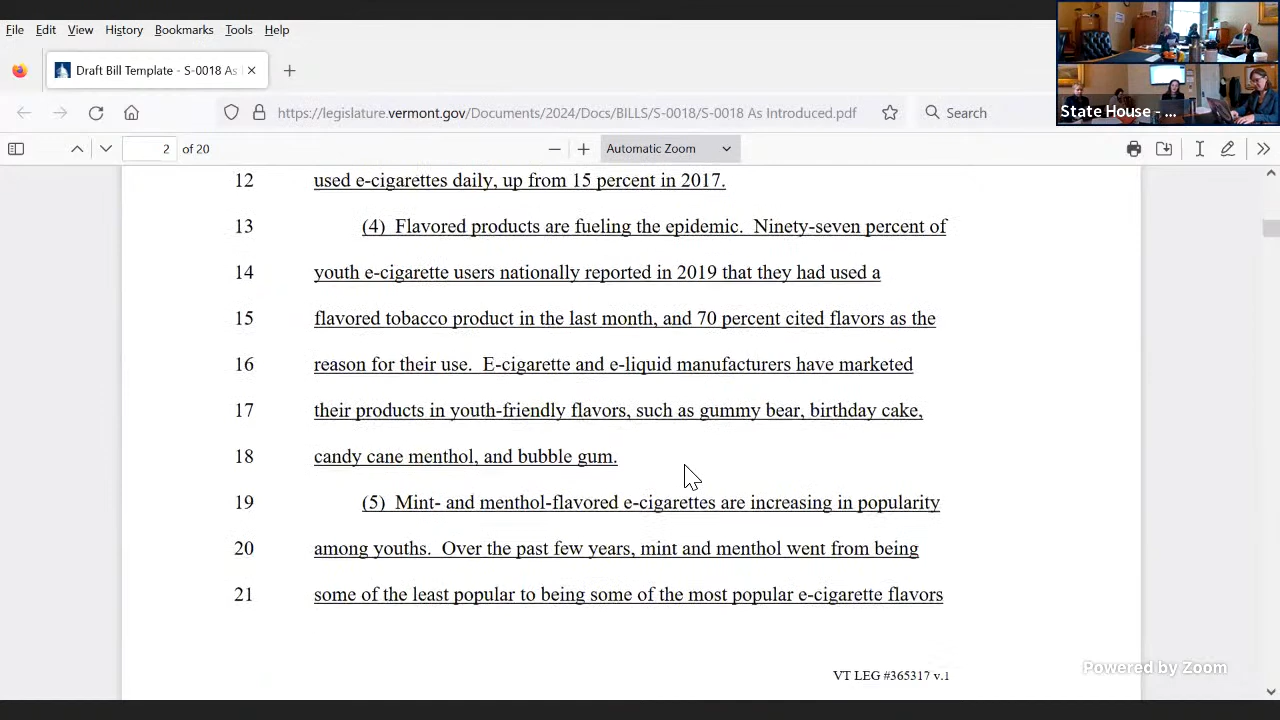 File Edit View History Bookmarks Tools Help
Draft Bill Template - S-0018 As
https://legislature.vermont.gov/Documents/2024/Docs/BILLS/S-0018/S-0018 As Introduced.pdf
Search
2 of 20
Automatic Zoom
State House - ...
12 used e-cigarettes daily, up from 15 percent in 2017.
13 (4) Flavored products are fueling the epidemic. Ninety-seven percent of
14 youth e-cigarette users nationally reported in 2019 that they had used a
15 flavored tobacco product in the last month, and 70 percent cited flavors as the
16 reason for their use. E-cigarette and e-liquid manufacturers have marketed
17 their products in youth-friendly flavors, such as gummy bear, birthday cake,
18 candy cane menthol, and bubble gum.
19 (5) Mint- and menthol-flavored e-cigarettes are increasing in popularity
20 among youths. Over the past few years, mint and menthol went from being
21 some of the least popular to being some of the most popular e-cigarette flavors
VT LEG #365317 v.1
Powered by Zoom